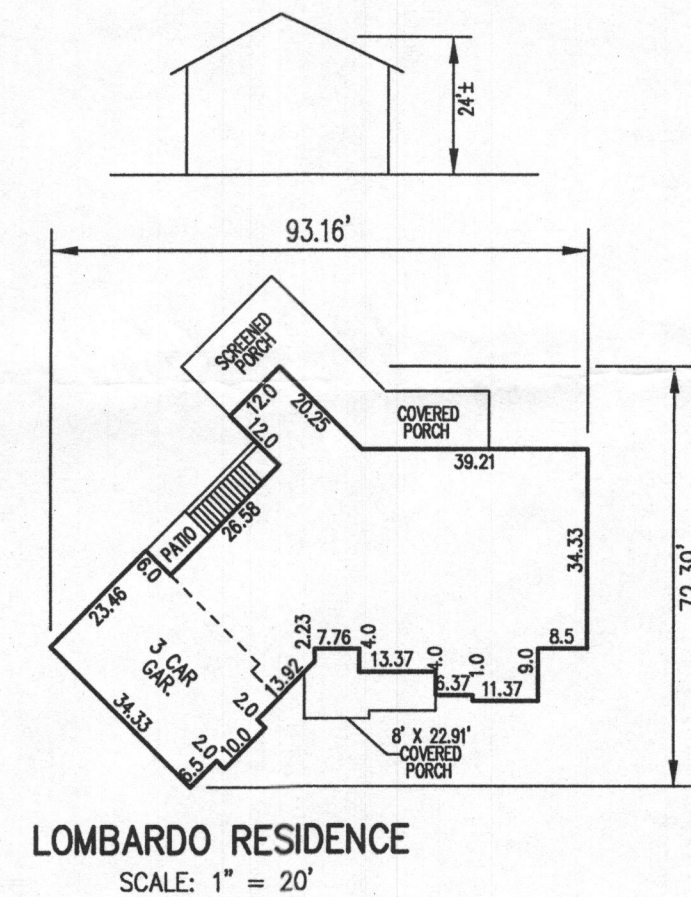 24'±
93.16'
SCREENED
PORCH
12.0
20.25
12.0
COVERED
PORCH
39.21
PATIO
26.58
6.0
23.46
34.33
72.30'
3 CAR
GAR.
34.33
2.23
7.76
4.0
13.37
4.0
6.37
1.0
11.37
9.0
8.5
13.92
2.0
10.0
2.0
6.5
8' X 22.91'
COVERED
PORCH
LOMBARDO RESIDENCE
SCALE: 1" = 20'